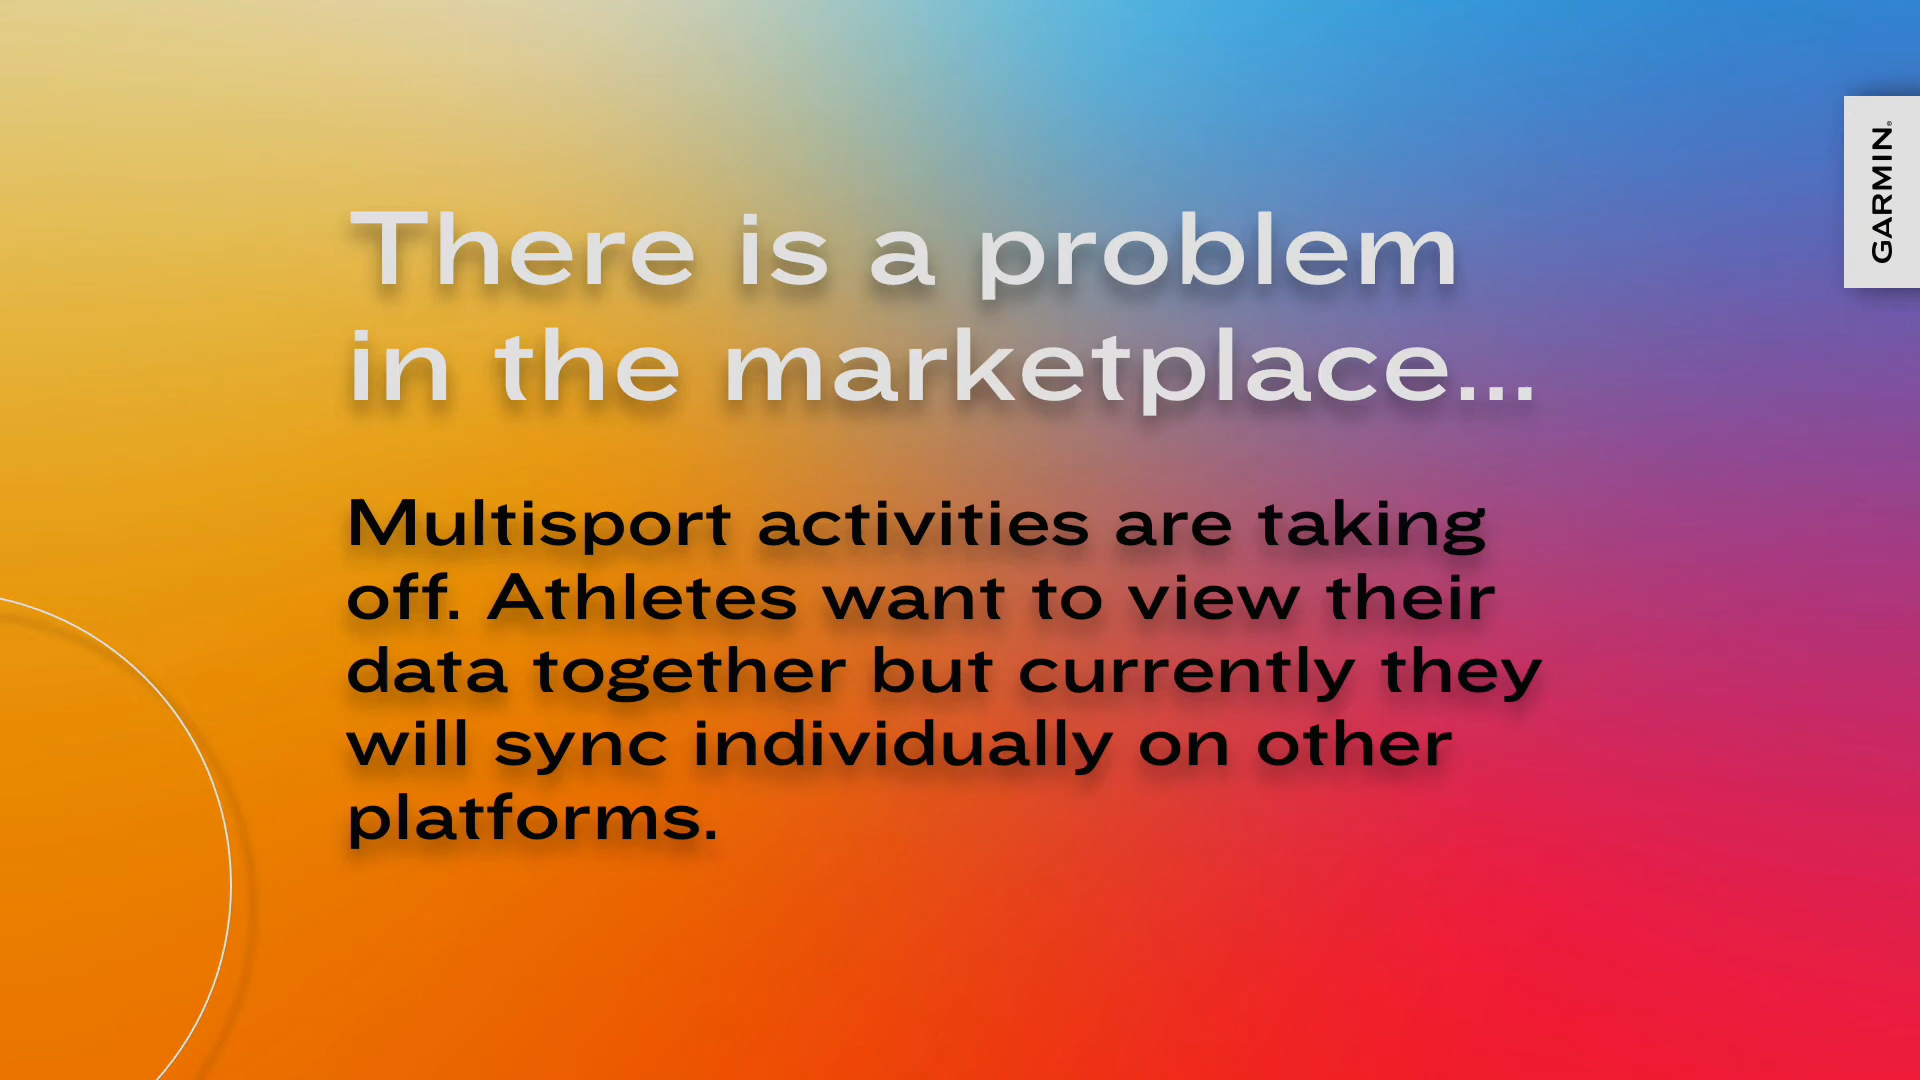 There is a problem
in the marketplace...
Multisport activities are taking
off. Athletes want to view their
data together but currently they
will sync individually on other
platforms.
GARMIN®